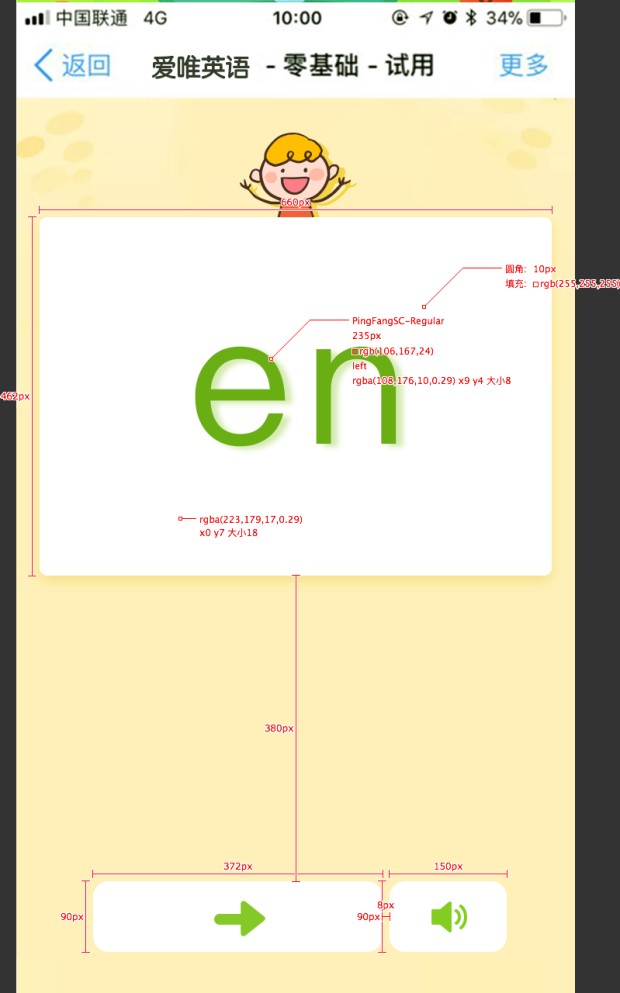 中国联通 4G 10:00 34%
返回 爱唯英语 - 零基础 - 试用 更多
660px
圆角: 10px
填充: rgb(255,255,255)
PingFangSC-Regular
235px
rgb(106,167,24)
left
rgba(108,176,10,0.29) x9 y4 大小8
en
462px
rgba(223,179,17,0.29)
x0 y7 大小18
380px
372px 150px
8px
90px 90px